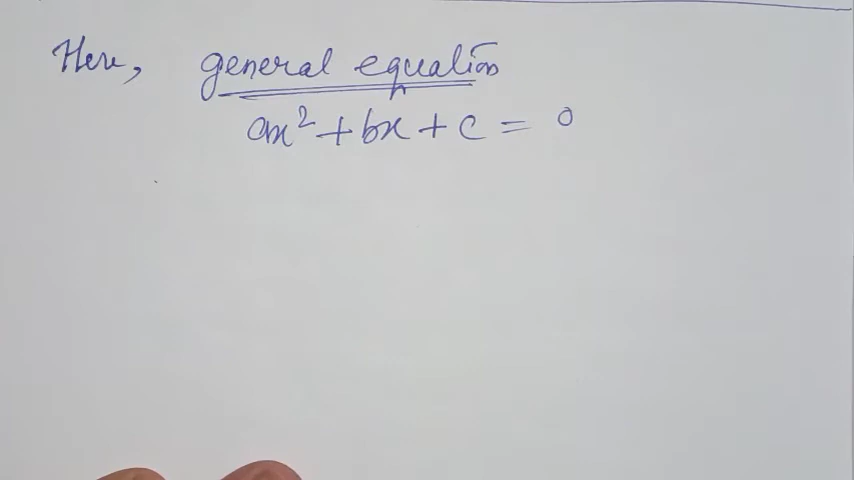 Here, general equation
ax² + bx + c = 0